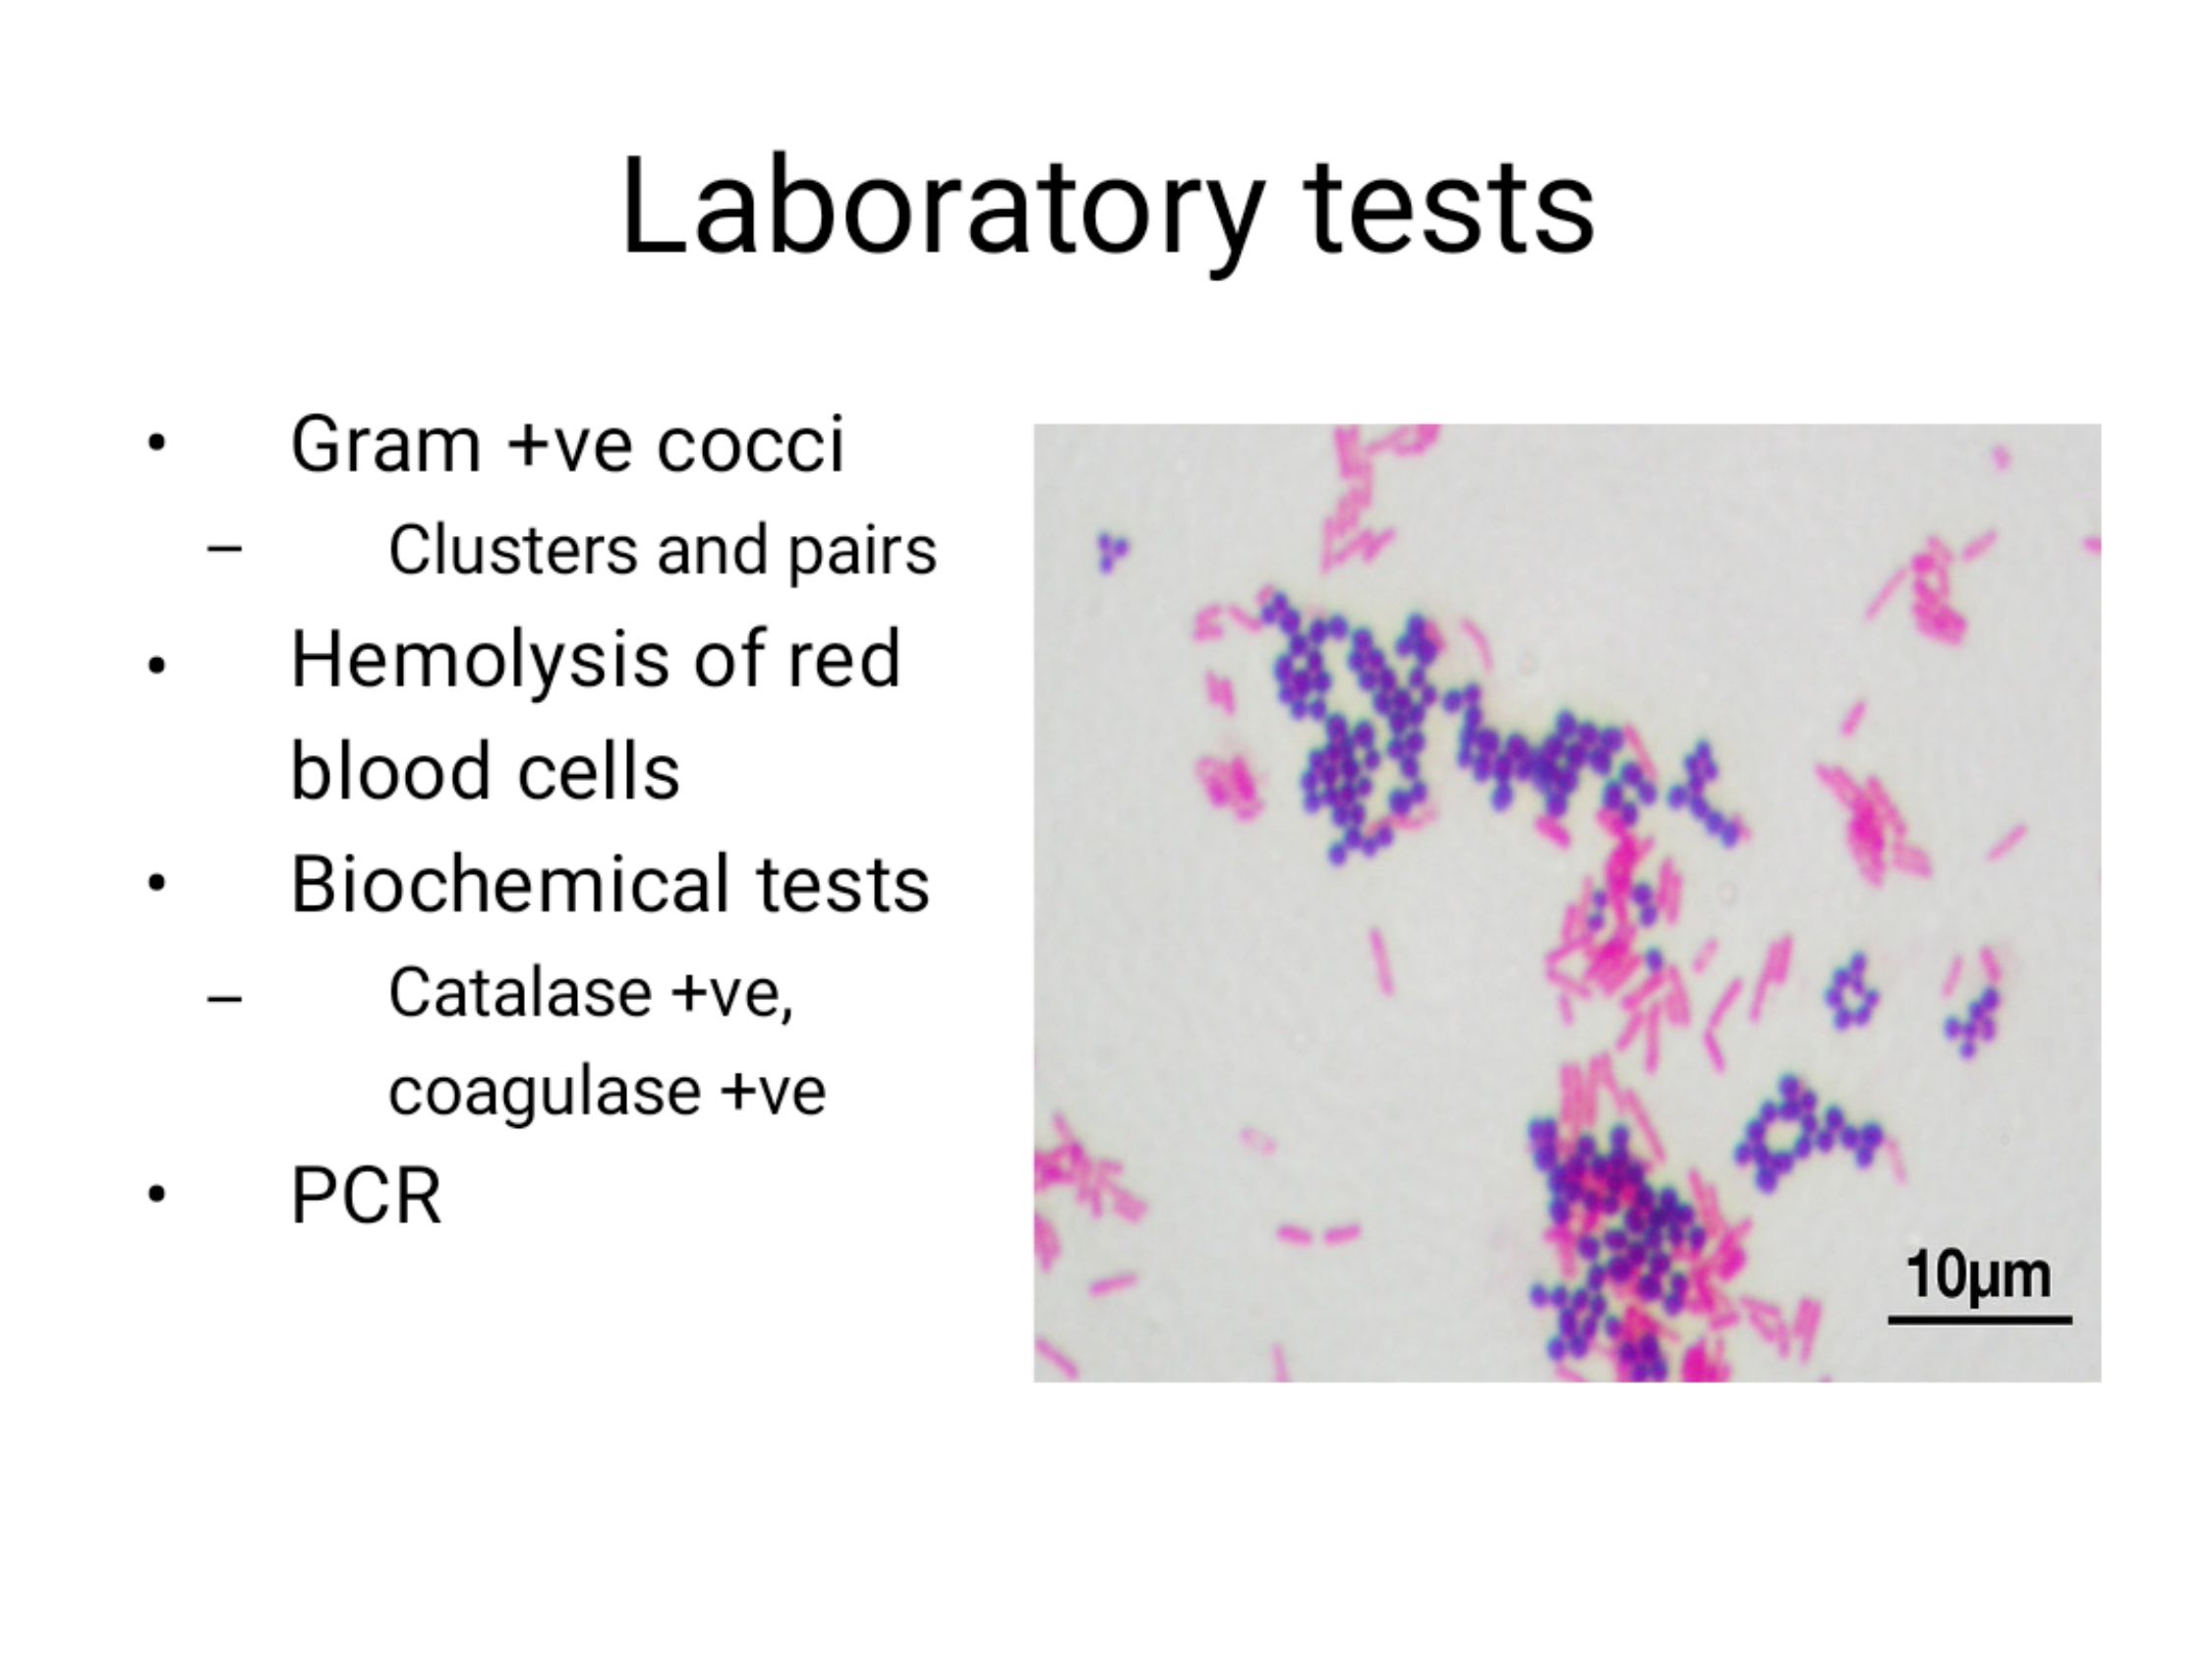 Laboratory tests
• Gram +ve cocci
– Clusters and pairs
• Hemolysis of red
blood cells
• Biochemical tests
– Catalase +ve,
coagulase +ve
• PCR
10µm